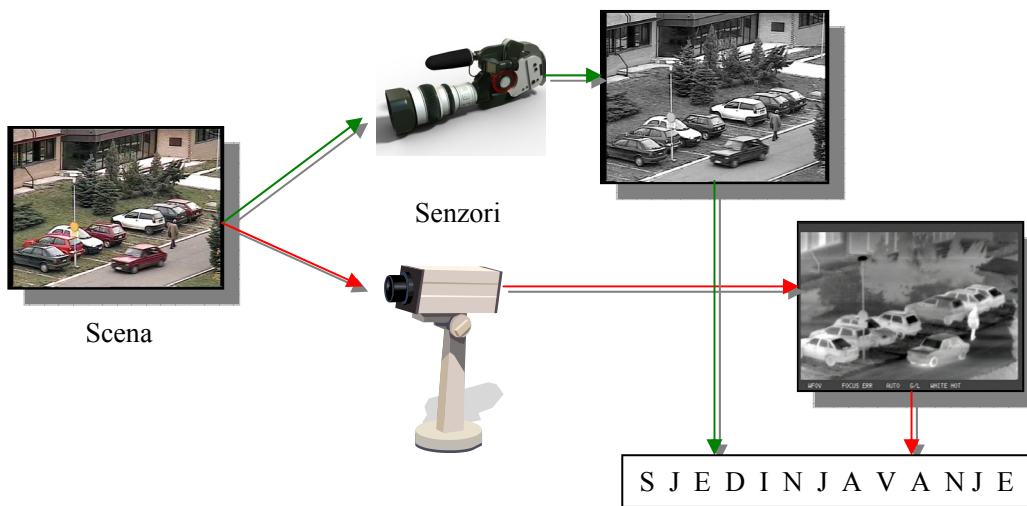 Senzori
Scena
WFOV FOCUS ERR AUTO G/L WHITE HOT
S J E D I N J A V A N J E